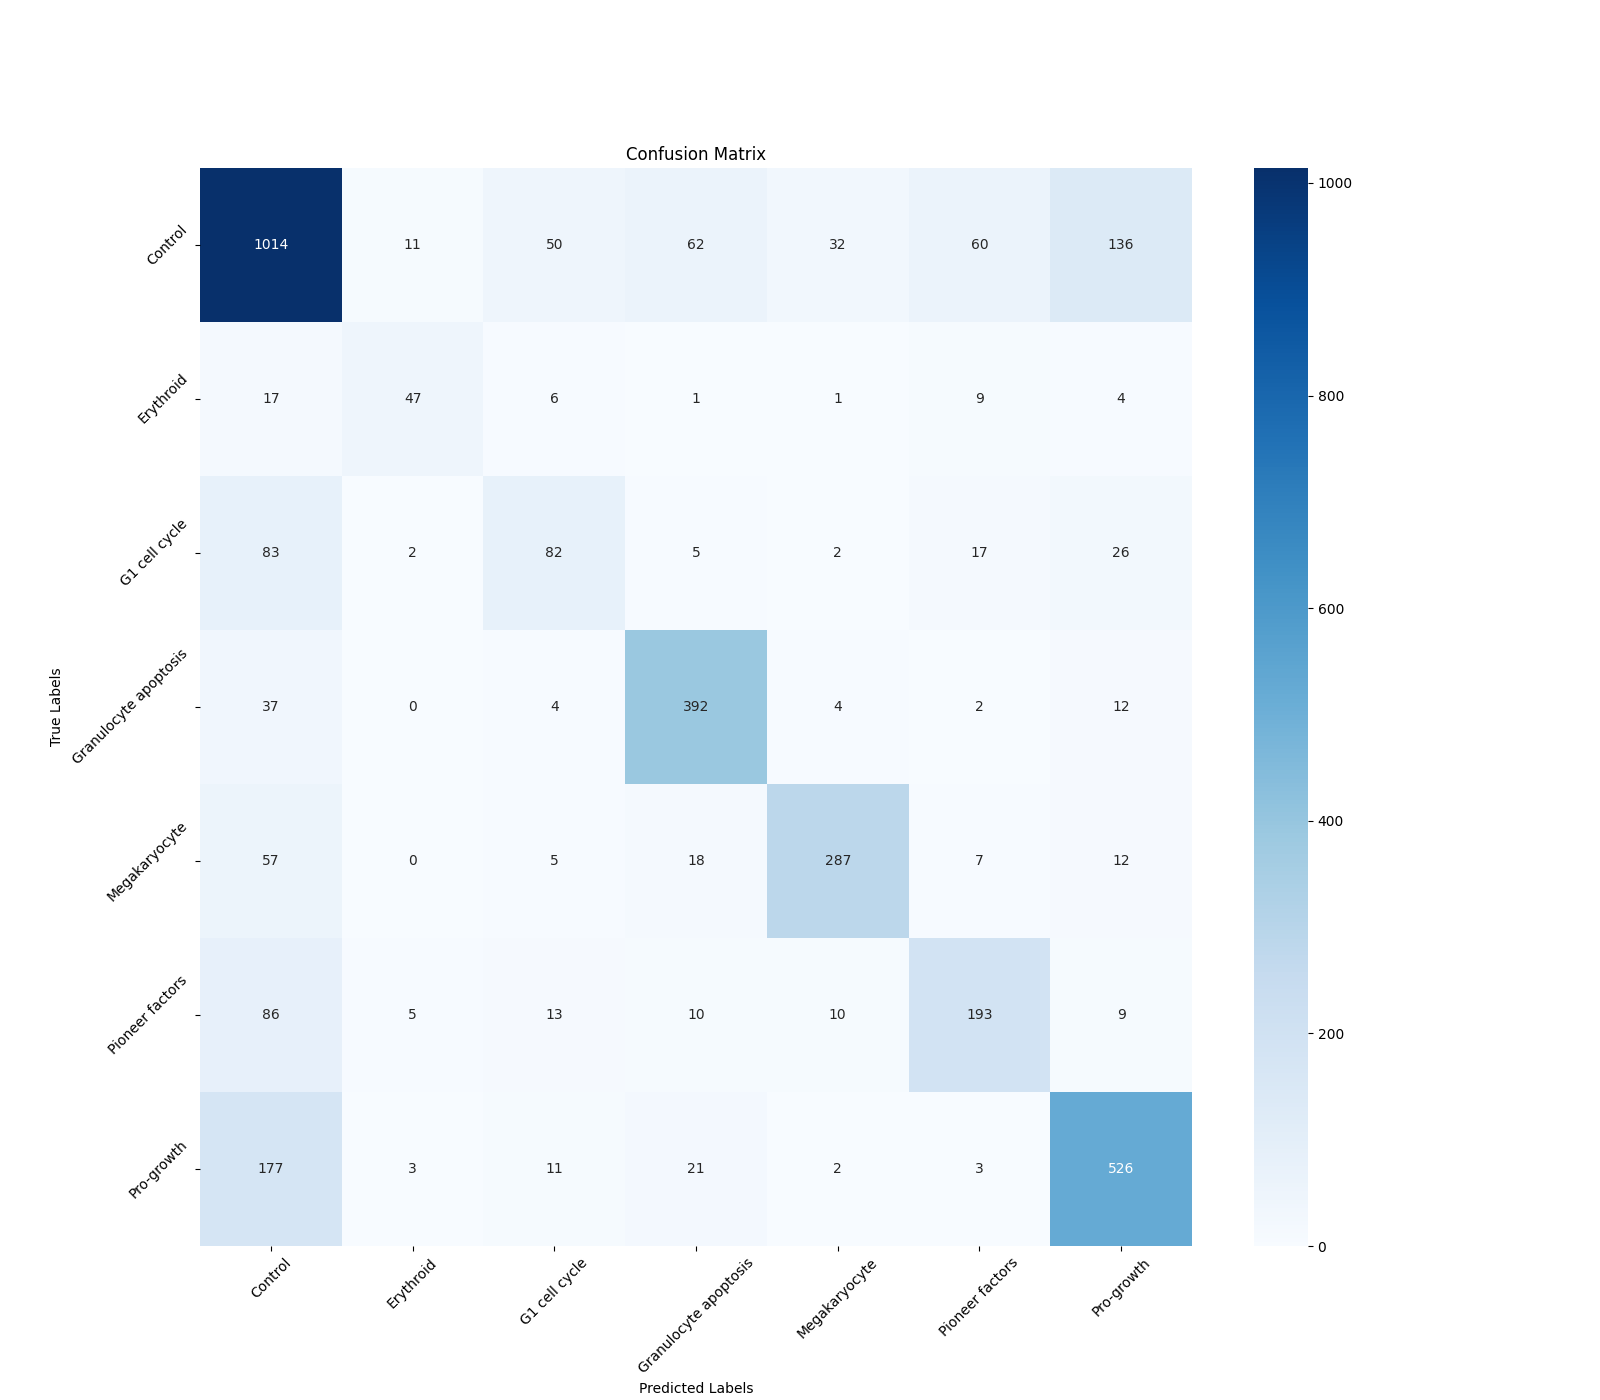 Confusion Matrix
Control 1014 11 50 62 32 60 136
Erythroid 17 47 6 1 1 9 4
G1 cell cycle 83 2 82 5 2 17 26
Granulocyte apoptosis 37 0 4 392 4 2 12
Megakaryocyte 57 0 5 18 287 7 12
Pioneer factors 86 5 13 10 10 193 9
Pro-growth 177 3 11 21 2 3 526
True Labels
Control Erythroid G1 cell cycle Granulocyte apoptosis Megakaryocyte Pioneer factors Pro-growth
Predicted Labels
1000
800
600
400
200
0